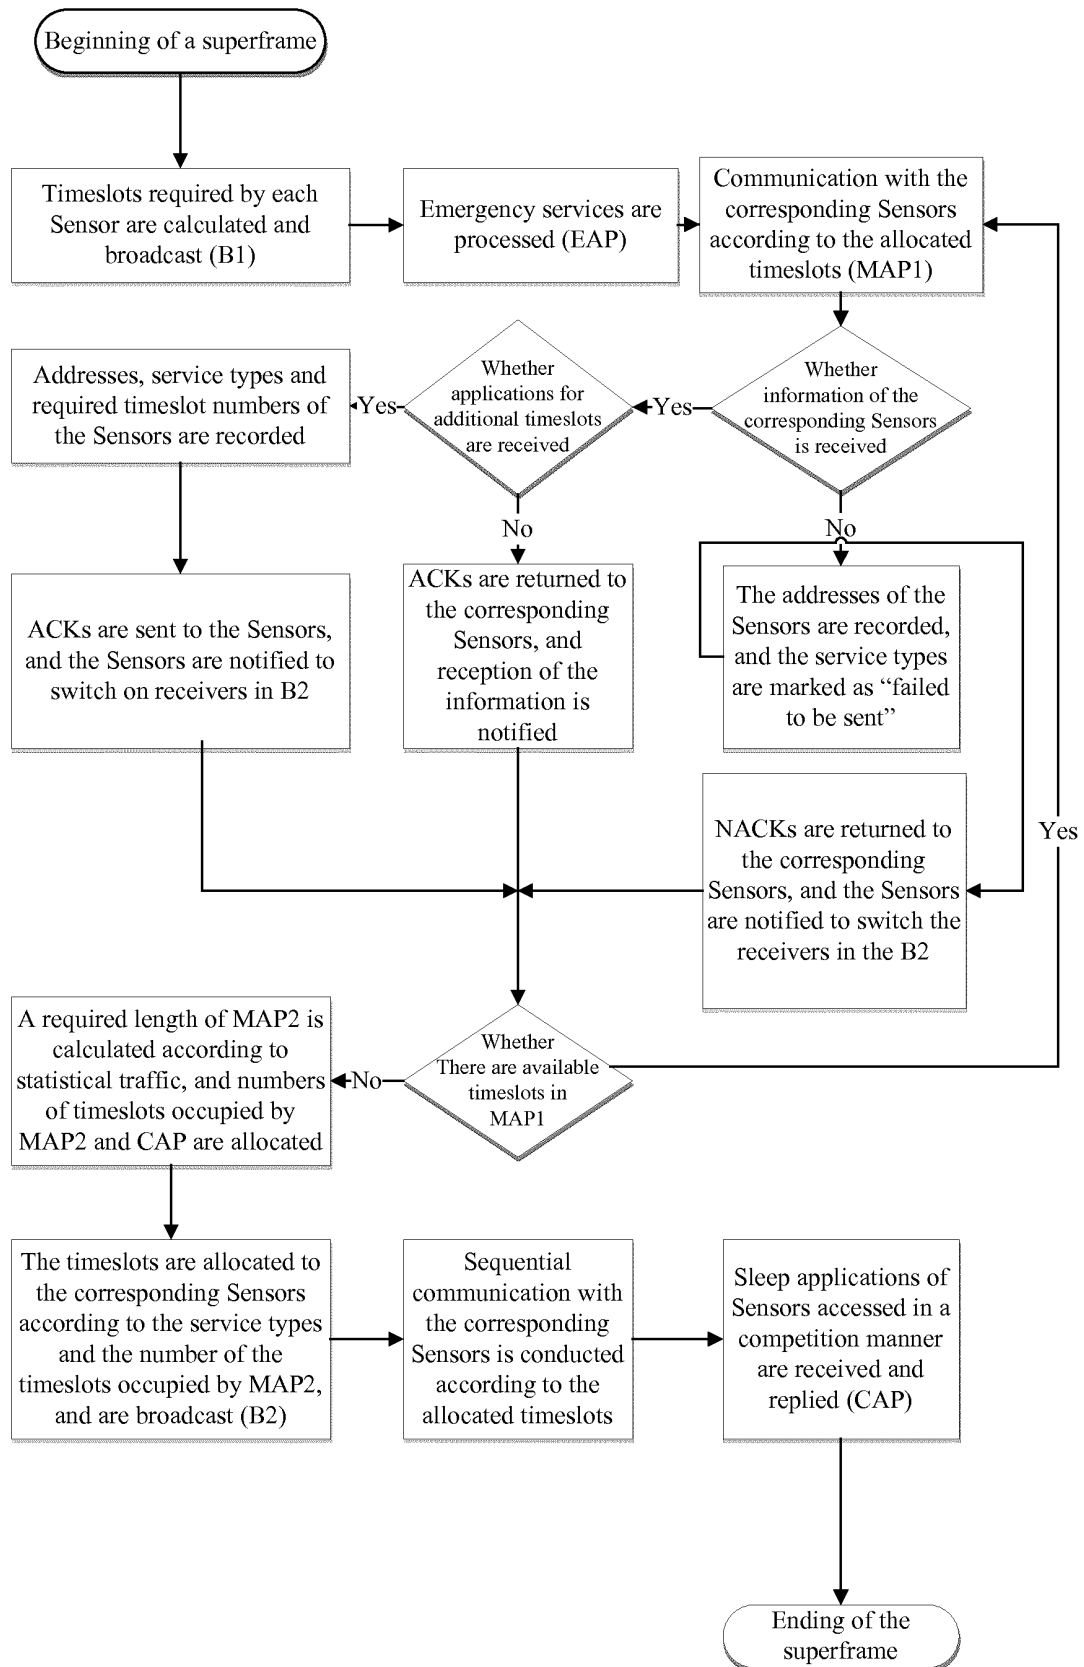 Beginning of a superframe
Timeslots required by each
Sensor are calculated and
broadcast (B1)
Emergency services are
processed (EAP)
Communication with the
corresponding Sensors
according to the allocated
timeslots (MAP1)
Addresses, service types and
required timeslot numbers of
the Sensors are recorded
Yes
Whether
applications for
additional timeslots
are received
Yes
Whether
information of the
corresponding Sensors
is received
No
No
ACKs are sent to the Sensors,
and the Sensors are notified to
switch on receivers in B2
ACKs are returned to
the corresponding
Sensors, and
reception of the
information is
notified
The addresses of the
Sensors are recorded,
and the service types
are marked as “failed
to be sent”
NACKs are returned to
the corresponding
Sensors, and the Sensors
are notified to switch the
receivers in the B2
Yes
A required length of MAP2 is
calculated according to
statistical traffic, and numbers
of timeslots occupied by
MAP2 and CAP are allocated
No
Whether
There are available
timeslots in
MAP1
The timeslots are allocated to
the corresponding Sensors
according to the service types
and the number of the
timeslots occupied by MAP2,
and are broadcast (B2)
Sequential
communication with
the corresponding
Sensors is conducted
according to the
allocated timeslots
Sleep applications of
Sensors accessed in a
competition manner
are received and
replied (CAP)
Ending of the
superframe